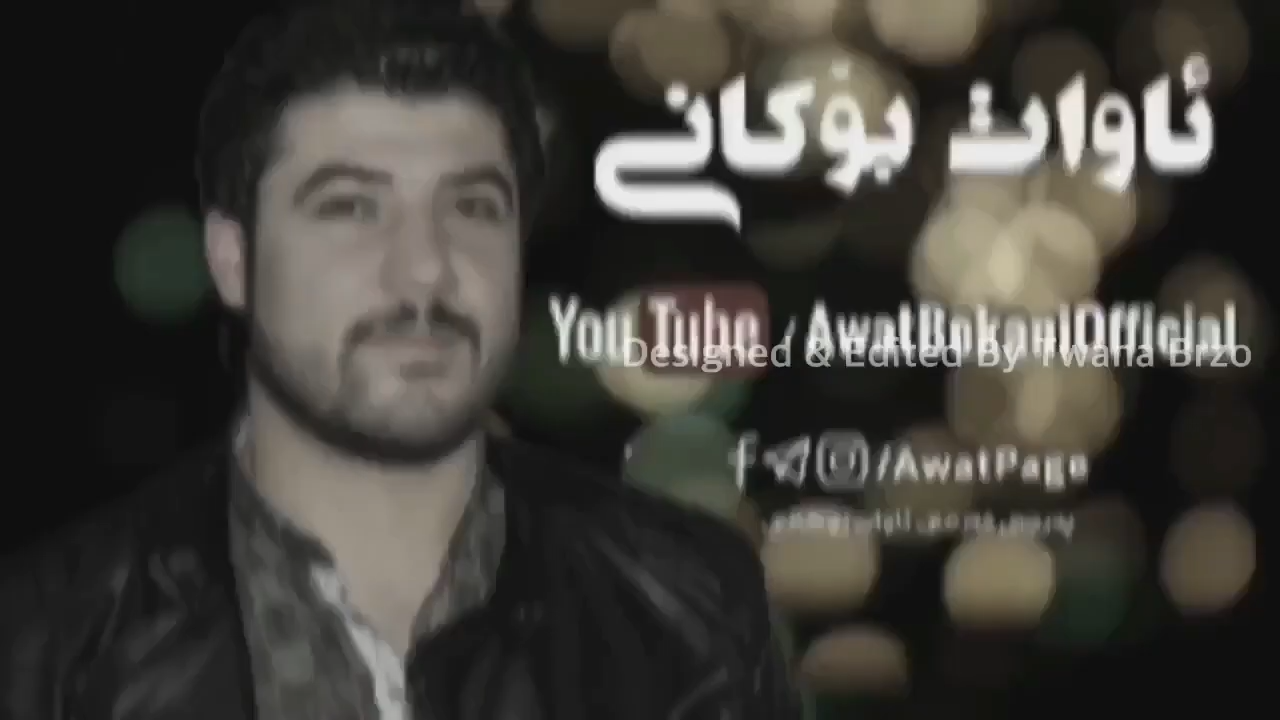 ئاوات بۆکانی
YouTube / AwatBokaniOfficial
Designed & Edited By Twana Brzo
/AwatPage